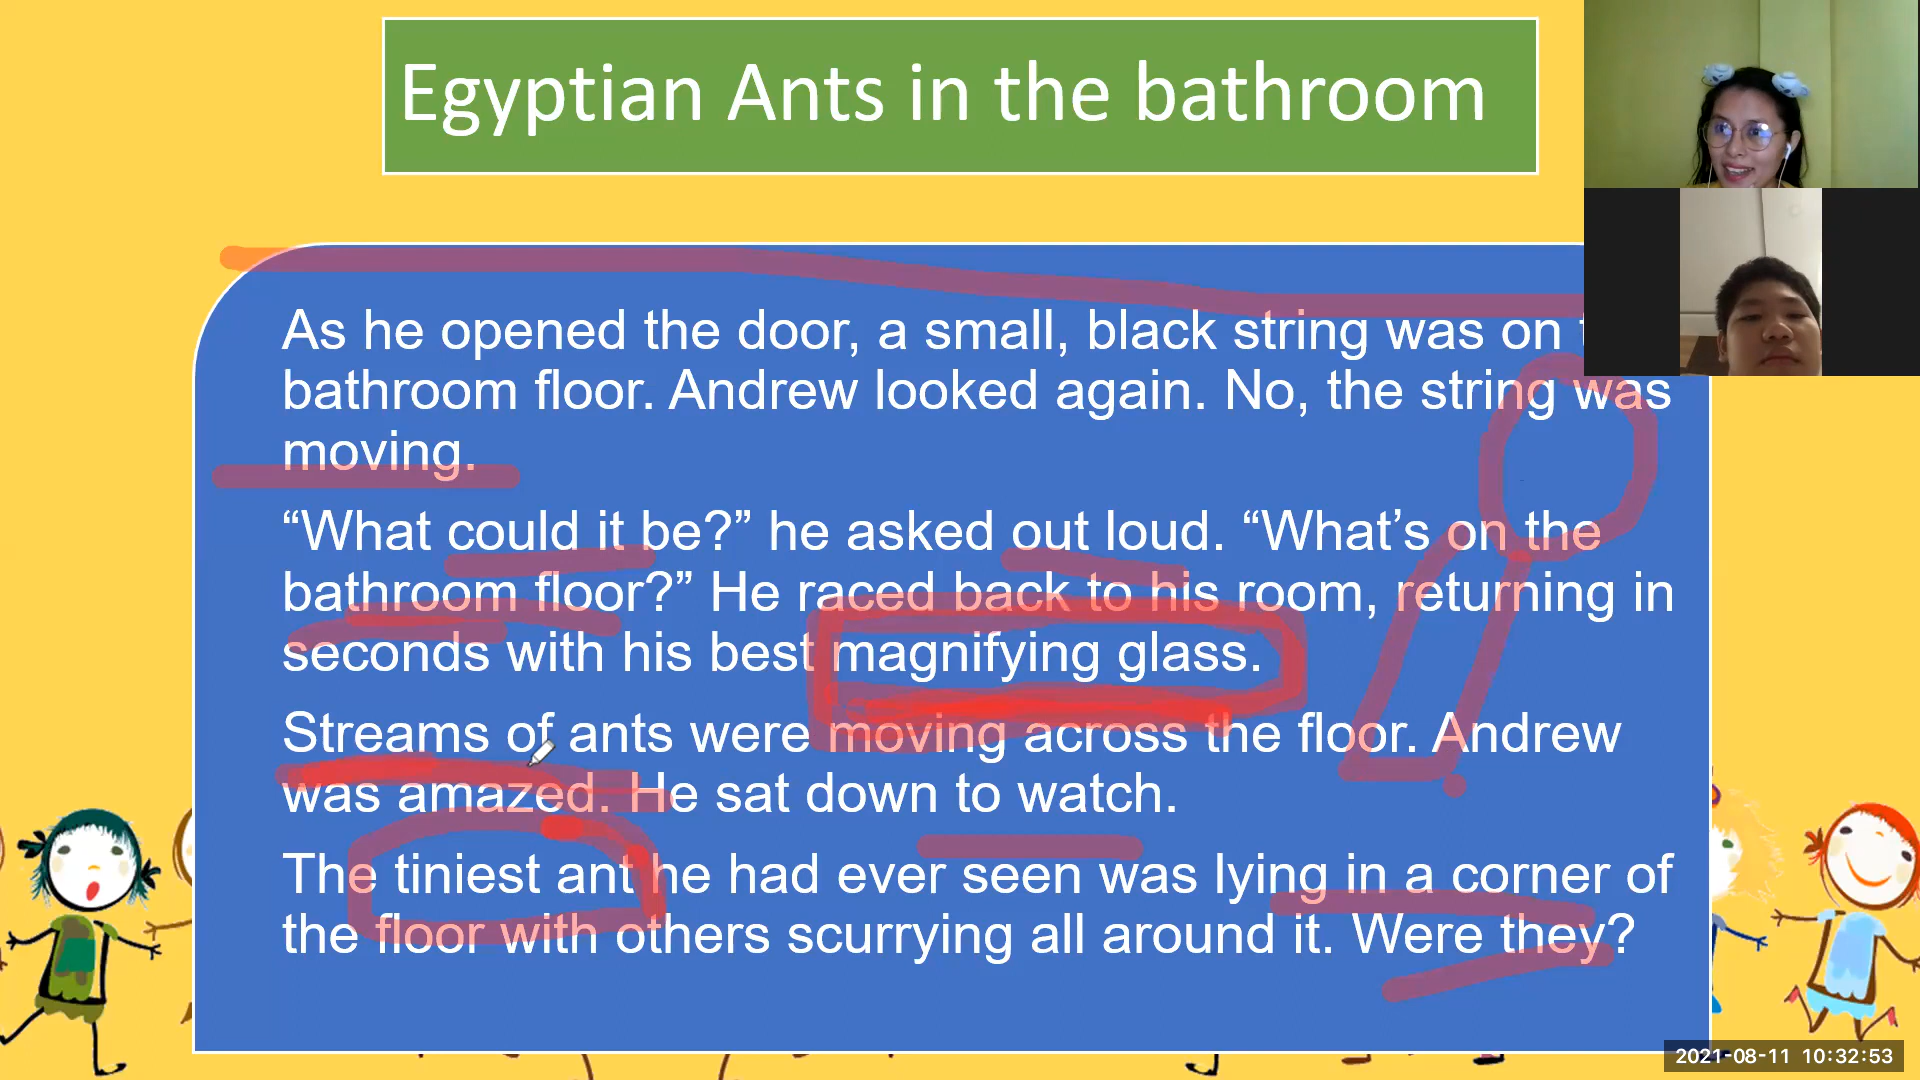 Egyptian Ants in the bathroom
As he opened the door, a small, black string was on
bathroom floor. Andrew looked again. No, the string was
moving.
“What could it be?” he asked out loud. “What’s on the
bathroom floor?” He raced back to his room, returning in
seconds with his best magnifying glass.
Streams of ants were moving across the floor. Andrew
was amazed. He sat down to watch.
The tiniest ant he had ever seen was lying in a corner of
the floor with others scurrying all around it. Were they?
2021-08-11 10:32:53